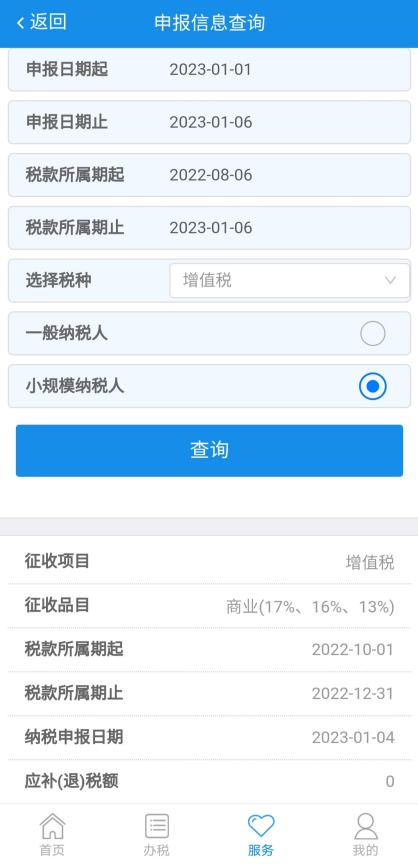 返回 申报信息查询
申报日期起 2023-01-01
申报日期止 2023-01-06
税款所属期起 2022-08-06
税款所属期止 2023-01-06
选择税种 增值税
一般纳税人
小规模纳税人
查询
征收项目 增值税
征收品目 商业(17%、16%、13%)
税款所属期起 2022-10-01
税款所属期止 2022-12-31
纳税申报日期 2023-01-04
应补(退)税额 0
首页 办税 服务 我的